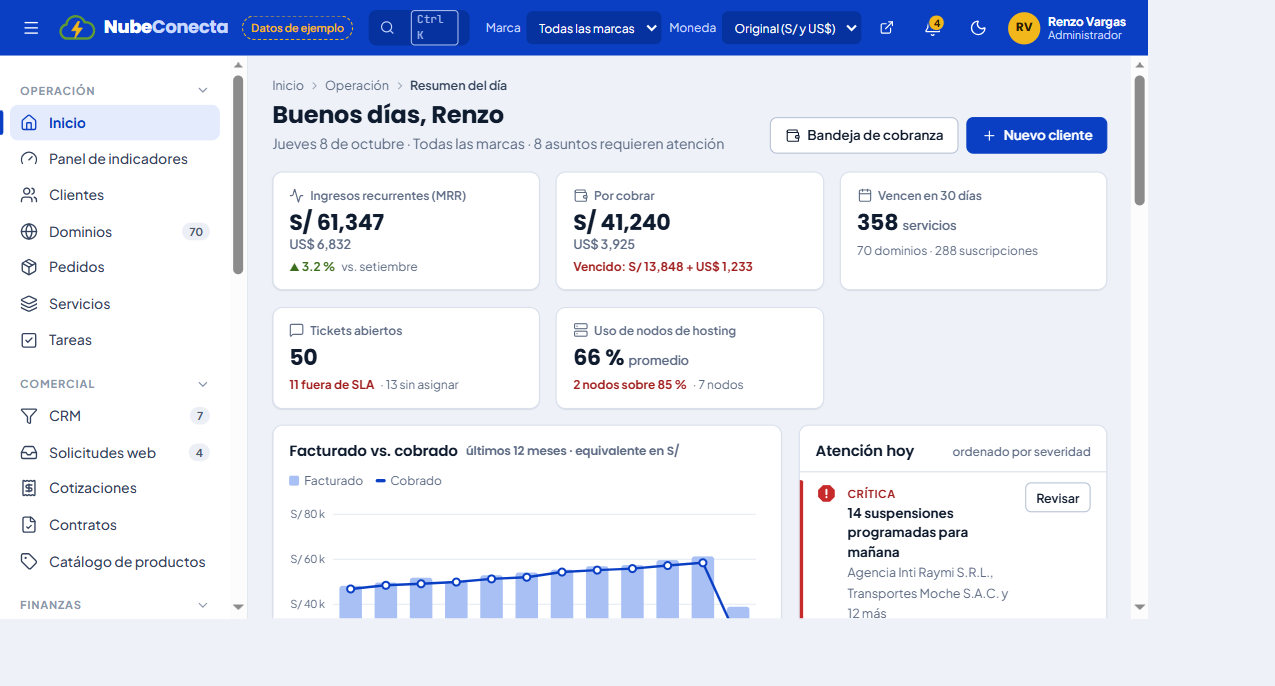 NubeConecta
Datos de ejemplo
Ctrl K
Marca
Todas las marcas
Moneda
Original (S/ y US$)
4
RV
Renzo Vargas
Administrador
OPERACIÓN
Inicio
Panel de indicadores
Clientes
Dominios 70
Pedidos
Servicios
Tareas
COMERCIAL
CRM 7
Solicitudes web 4
Cotizaciones
Contratos
Catálogo de productos
FINANZAS
Inicio > Operación > Resumen del día
Buenos días, Renzo
Jueves 8 de octubre · Todas las marcas · 8 asuntos requieren atención
Bandeja de cobranza
+ Nuevo cliente
Ingresos recurrentes (MRR)
S/ 61,347
US$ 6,832
▲ 3.2 % vs. setiembre
Por cobrar
S/ 41,240
US$ 3,925
Vencido: S/ 13,848 + US$ 1,233
Vencen en 30 días
358 servicios
70 dominios · 288 suscripciones
Tickets abiertos
50
11 fuera de SLA · 13 sin asignar
Uso de nodos de hosting
66 % promedio
2 nodos sobre 85 % · 7 nodos
Facturado vs. cobrado últimos 12 meses · equivalente en S/
Facturado Cobrado
S/ 80 k
S/ 60 k
S/ 40 k
Atención hoy
ordenado por severidad
CRÍTICA
14 suspensiones
programadas para
mañana
Agencia Inti Raymi S.R.L.,
Transportes Moche S.A.C. y
12 más
Revisar